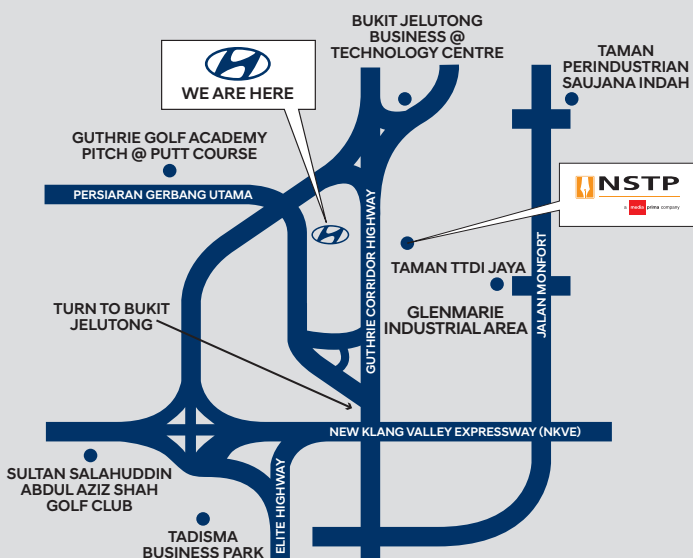 BUKIT JELUTONG
BUSINESS @
TECHNOLOGY CENTRE
TAMAN
PERINDUSTRIAN
SAUJANA INDAH
WE ARE HERE
GUTHRIE GOLF ACADEMY
PITCH @ PUTT COURSE
PERSIARAN GERBANG UTAMA
NSTP
a media prima company
GUTHRIE CORRIDOR HIGHWAY
TAMAN TTDI JAYA
JALAN MONFORT
TURN TO BUKIT
JELUTONG
GLENMARIE
INDUSTRIAL AREA
NEW KLANG VALLEY EXPRESSWAY (NKVE)
SULTAN SALAHUDDIN
ABDUL AZIZ SHAH
GOLF CLUB
ELITE HIGHWAY
TADISMA
BUSINESS PARK